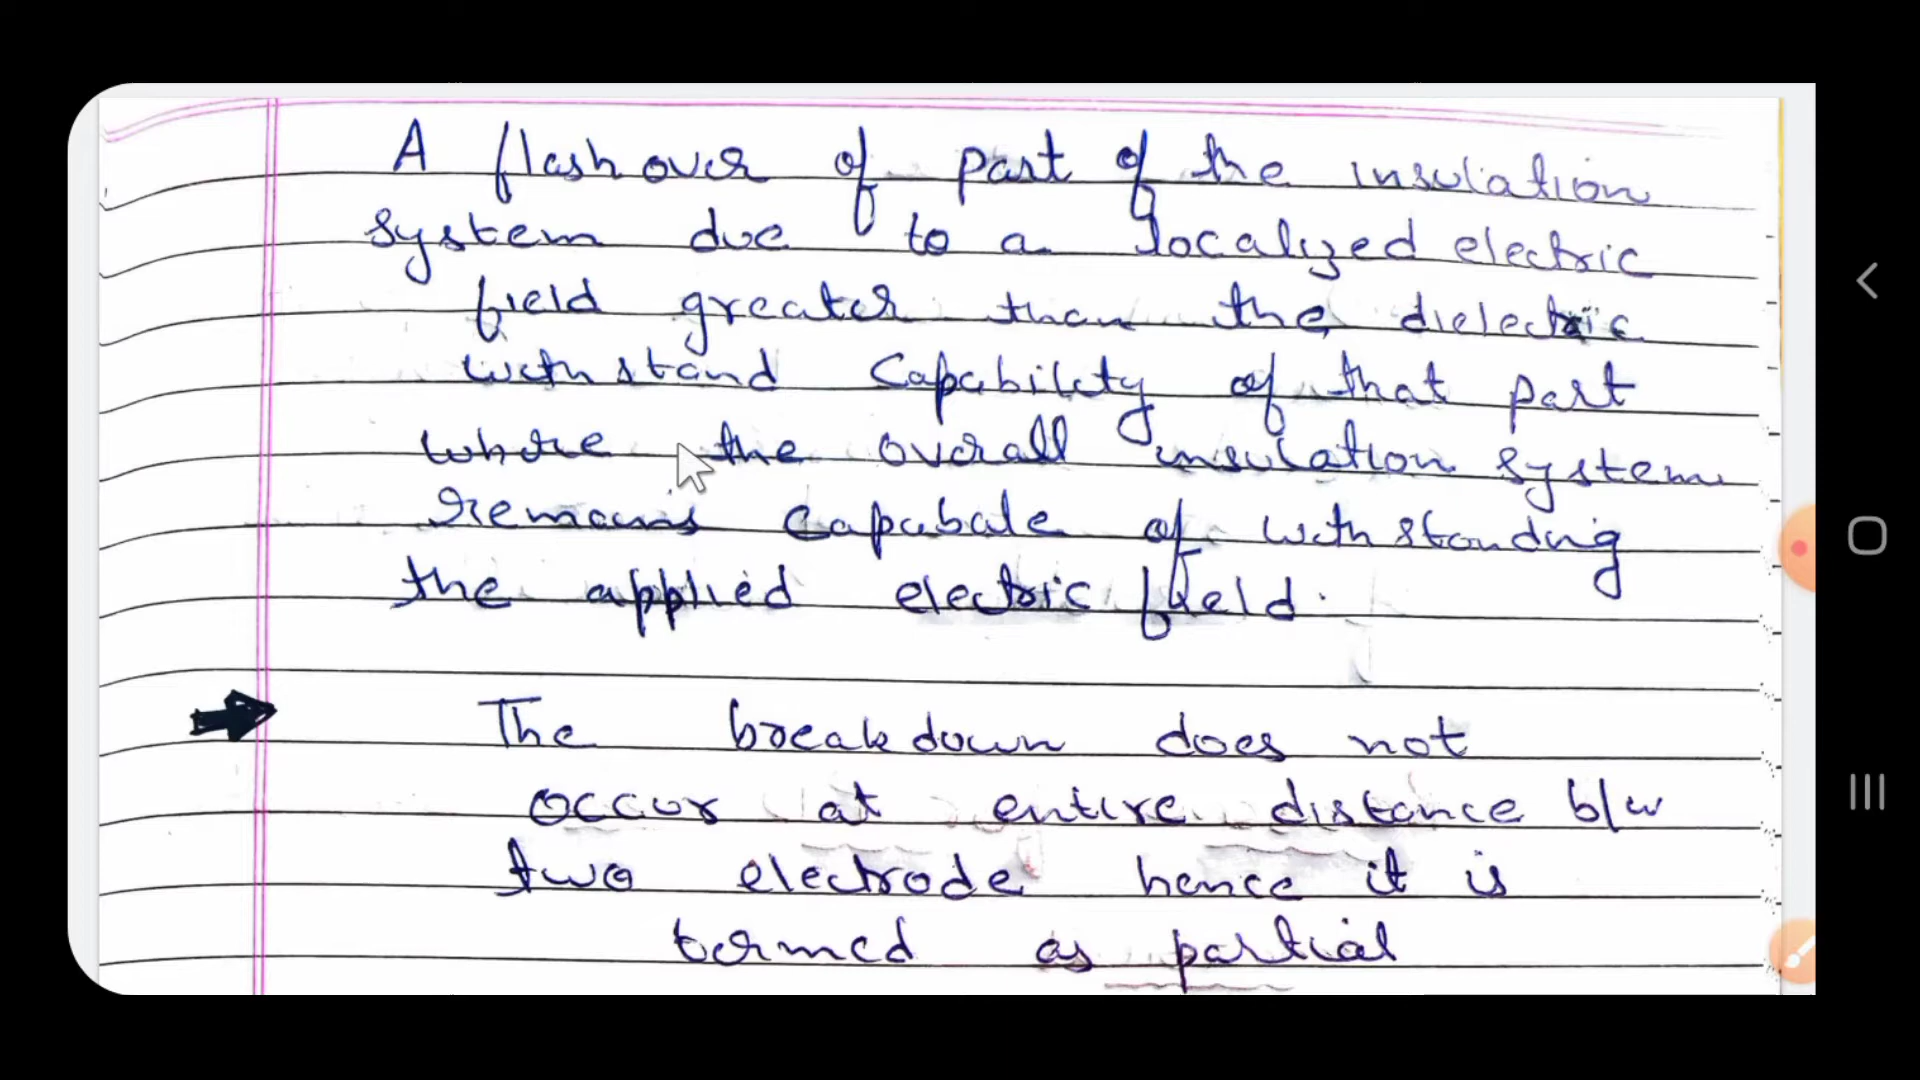 A flashover of part of the insulation
system due to a localized electric
field greater than the dielectric
withstand Capability of that part
where the overall insulation system
remains capabale of withstanding
the applied electric field.
The breakdown does not
occur at entire distance b/w
two electrode hence it is
termed as partial